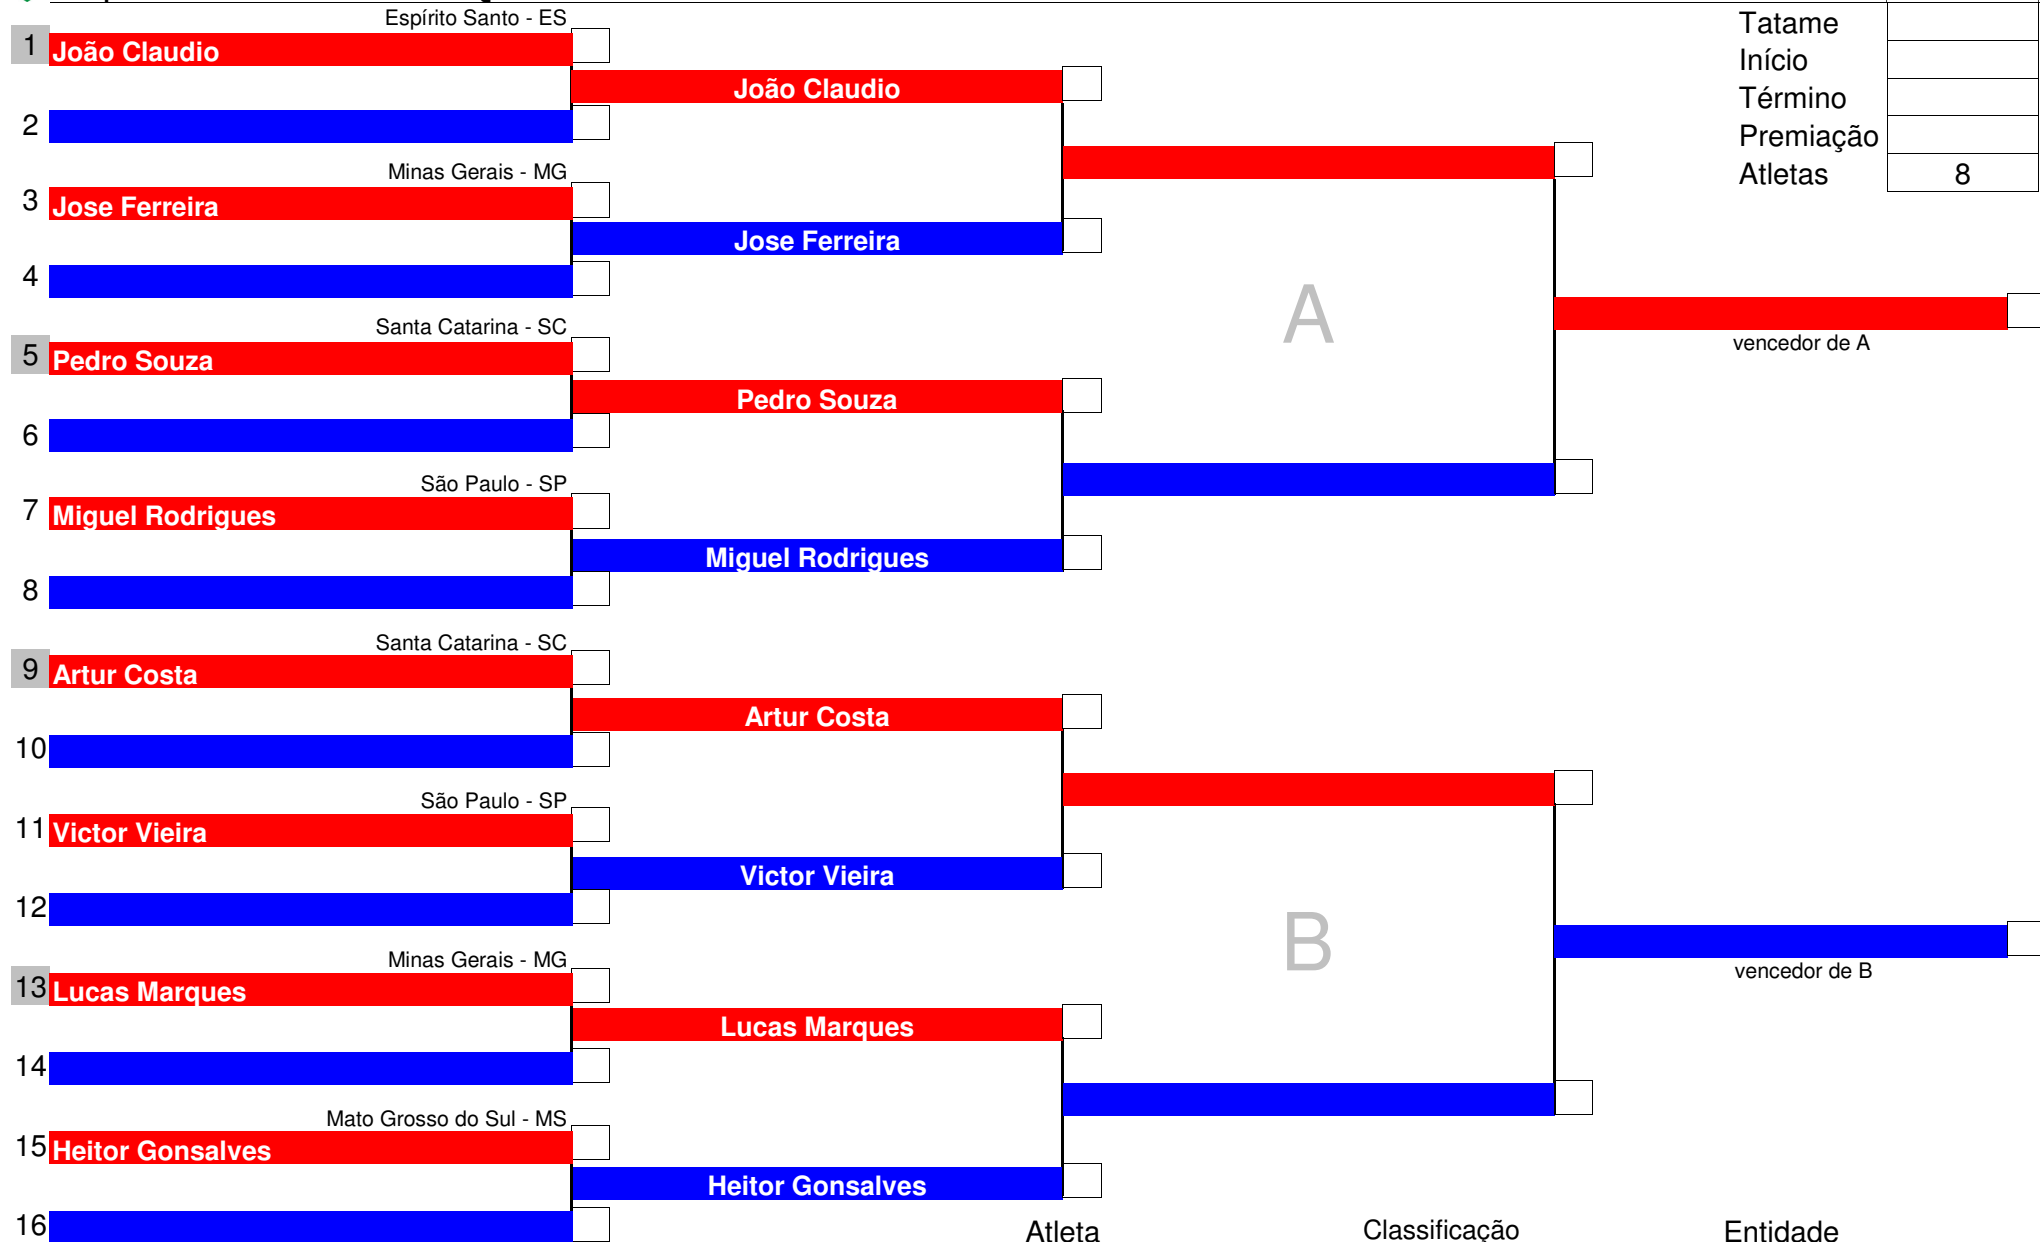 Espírito Santo - ES
Tatame
1 João Claudio
Início
João Claudio
Término
2
Premiação
Minas Gerais - MG
Atletas 8
3 Jose Ferreira
Jose Ferreira
4
A
Santa Catarina - SC
vencedor de A
5 Pedro Souza
Pedro Souza
6
São Paulo - SP
7 Miguel Rodrigues
Miguel Rodrigues
8
Santa Catarina - SC
9 Artur Costa
Artur Costa
10
São Paulo - SP
11 Victor Vieira
Victor Vieira
12
B
Minas Gerais - MG
vencedor de B
13 Lucas Marques
Lucas Marques
14
Mato Grosso do Sul - MS
15 Heitor Gonsalves
Heitor Gonsalves
16
Atleta Classificação Entidade